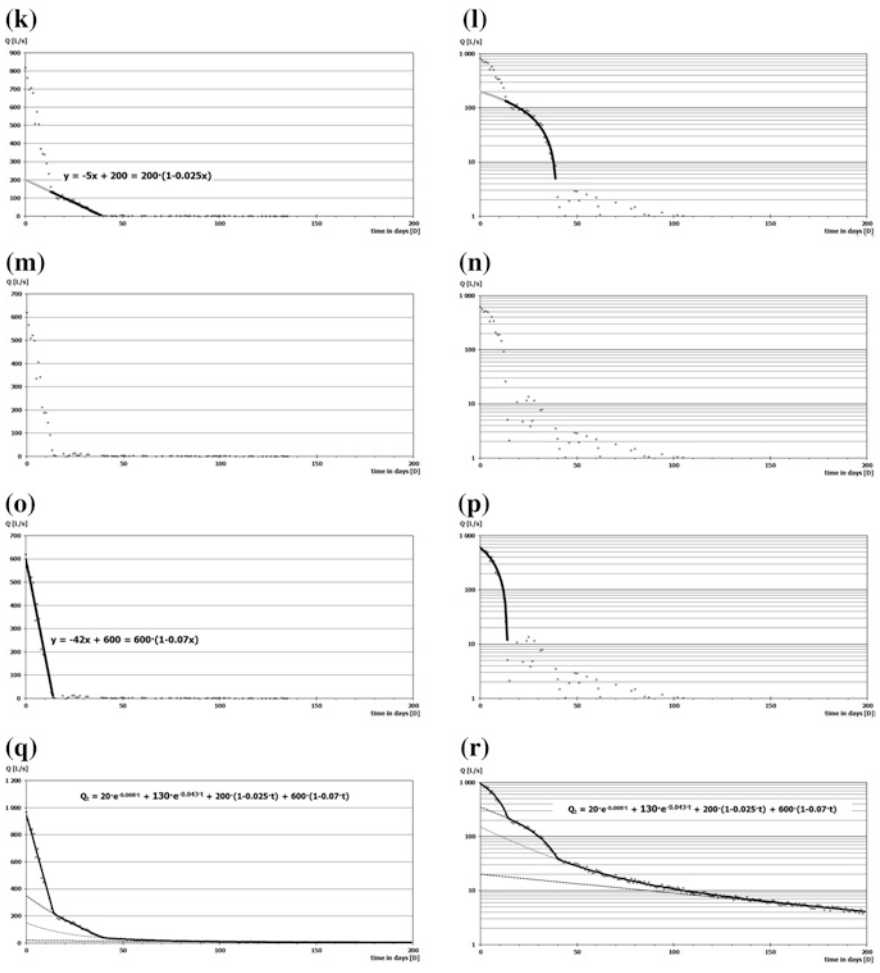 (k)
Q [L/s]
900
800
700
600
500
400
300
200
100
0
y = -5x + 200 = 200·(1-0.025x)
0 50 100 150 200
time in days [D]
(l)
Q [L/s]
1 000
100
10
1
0 50 100 150 200
time in days [D]
(m)
Q [L/s]
700
600
500
400
300
200
100
0
0 50 100 150 200
time in days [D]
(n)
Q [L/s]
1 000
100
10
1
0 50 100 150 200
time in days [D]
(o)
Q [L/s]
700
600
500
400
300
200
100
0
y = -42x + 600 = 600·(1-0.07x)
0 50 100 150 200
time in days [D]
(p)
Q [L/s]
1 000
100
10
1
0 50 100 150 200
time in days [D]
(q)
Q [L/s]
1 200
1 000
800
600
400
200
0
Qt = 20·e-0.008·t + 130·e-0.043·t + 200·(1-0.025·t) + 600·(1-0.07·t)
0 50 100 150 200
time in days [D]
(r)
Q [L/s]
1 000
100
10
1
Qt = 20·e-0.008·t + 130·e-0.043·t + 200·(1-0.025·t) + 600·(1-0.07·t)
0 50 100 150 200
time in days [D]